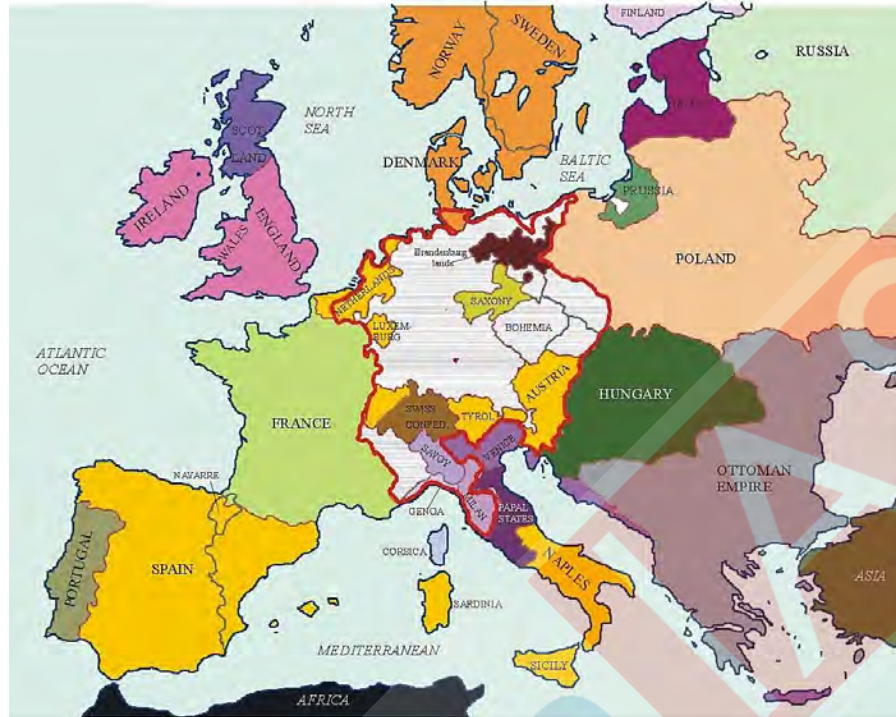 FINLAND
NORWAY
SWEDEN
RUSSIA
NORTH
SEA
SCOT
LAND
DENMARK
BALTIC
SEA
IRELAND
WALES
ENGLAND
PRUSSIA
Brandenburg
lands
POLAND
NETHERLANDS
SAXONY
LUXEM-
BURG
BOHEMIA
ATLANTIC
OCEAN
AUSTRIA
HUNGARY
FRANCE
SWISS
CONFED.
TYROL
SAVOY
VENICE
OTTOMAN
EMPIRE
NAVARRE
GENOA
MILAN
PAPAL
STATES
CORSICA
PORTUGAL
SPAIN
NAPLES
ASIA
SARDINIA
MEDITERRANEAN
SICILY
AFRICA